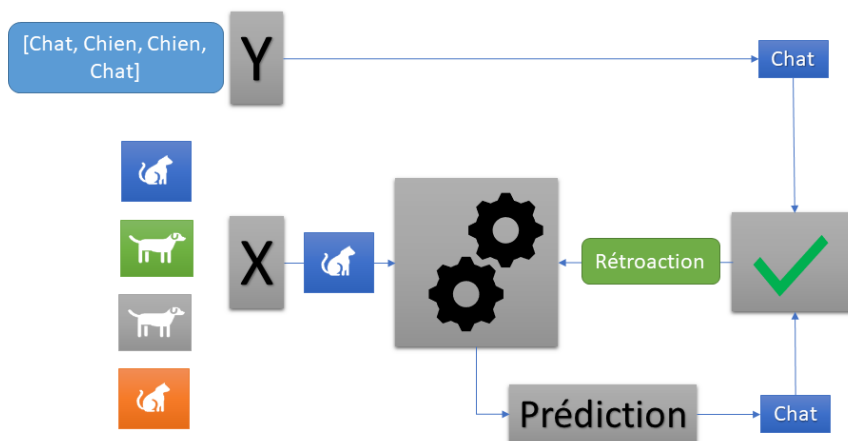 [Chat, Chien, Chien,
Chat]
Y
Chat
X
Rétroaction
Prédiction
Chat